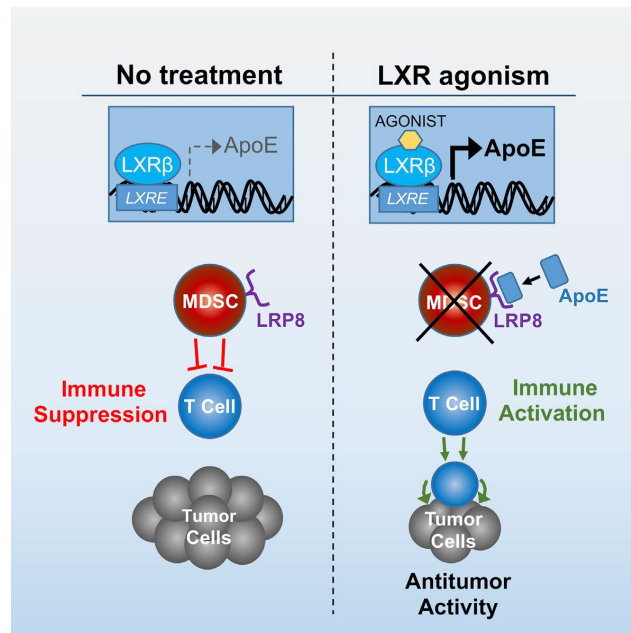 No treatment
LXRβ
LXRE
ApoE
MDSC
LRP8
Immune
Suppression
T Cell
Tumor
Cells
LXR agonism
AGONIST
LXRβ
LXRE
ApoE
MDSC
LRP8
ApoE
T Cell
Immune
Activation
Tumor
Cells
Antitumor
Activity